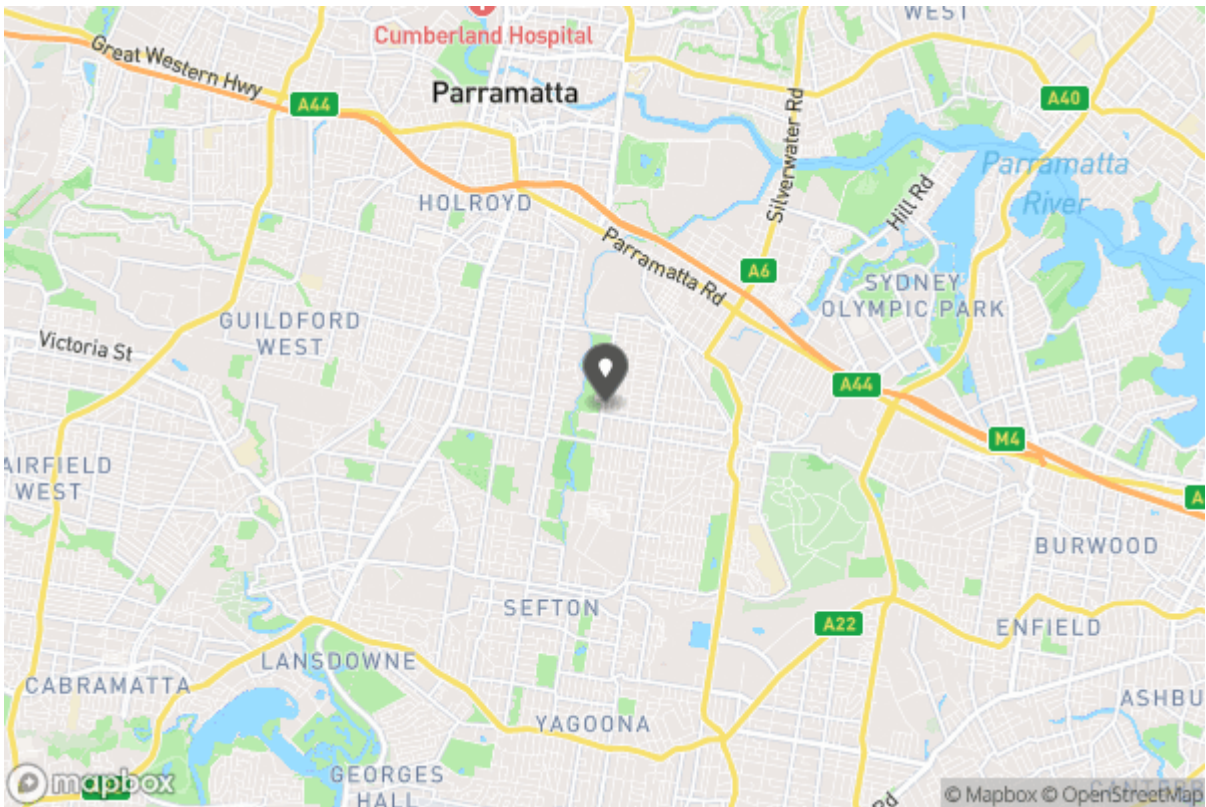 WEST
Cumberland Hospital
Great Western Hwy
A44
Parramatta
A40
Silverwater Rd
Parramatta
River
Hill Rd
HOLROYD
Parramatta Rd
A6
SYDNEY
OLYMPIC PARK
GUILDFORD
WEST
Victoria St
A44
M4
AIRFIELD
WEST
BURWOOD
SEFTON
A22
ENFIELD
LANSDOWNE
CABRAMATTA
ASHBU
YAGOONA
GEORGES
HALL
mapbox
Rd
© Mapbox © OpenStreetMap